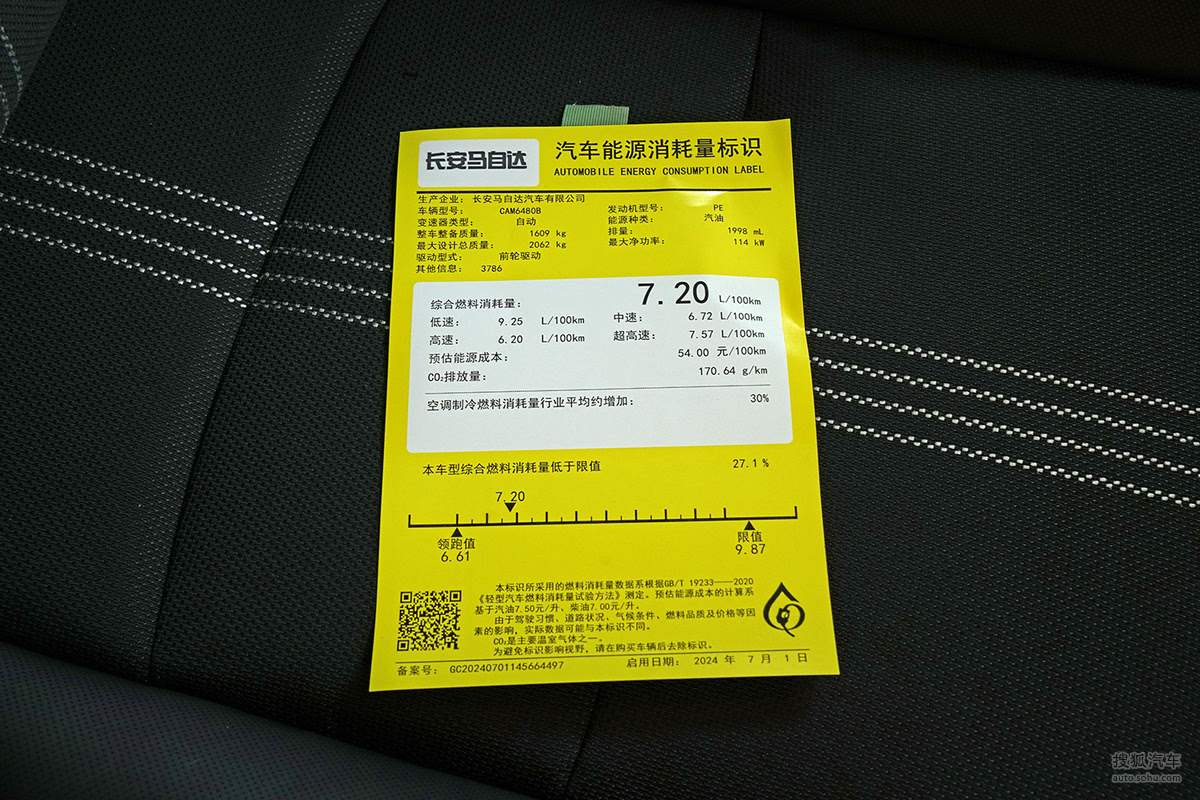 长安马自达
汽车能源消耗量标识
AUTOMOBILE ENERGY CONSUMPTION LABEL
生产企业: 长安马自达汽车有限公司
车辆型号: CAM6480B 发动机型号: PE
变速器类型: 自动 能源种类: 汽油
整车整备质量: 1609 kg 排量: 1998 mL
最大设计总质量: 2062 kg 最大净功率: 114 kW
驱动型式: 前轮驱动
其他信息: 3786
综合燃料消耗量: 7.20 L/100km
低速: 9.25 L/100km 中速: 6.72 L/100km
高速: 6.20 L/100km 超高速: 7.57 L/100km
预估能源成本: 54.00 元/100km
CO₂排放量: 170.64 g/km
空调制冷燃料消耗量行业平均约增加: 30%
本车型综合燃料消耗量低于限值 27.1%
7.20
领跑值 限值
6.61 9.87
本标识所采用的燃料消耗量数据系根据GB/T 19233——2020
《轻型汽车燃料消耗量试验方法》测定。预估能源成本的计算系
基于汽油7.50元/升、柴油7.00元/升。
由于驾驶习惯、道路状况、气候条件、燃料品质及价格等因
素的影响，实际数据可能与本标识不同。
CO₂是主要温室气体之一。
为避免标识影响视野，请在购买车辆后去除标识。
备案号: GC20240701145664497 启用日期: 2024 年 7 月 1 日
搜狐汽车
auto.sohu.com